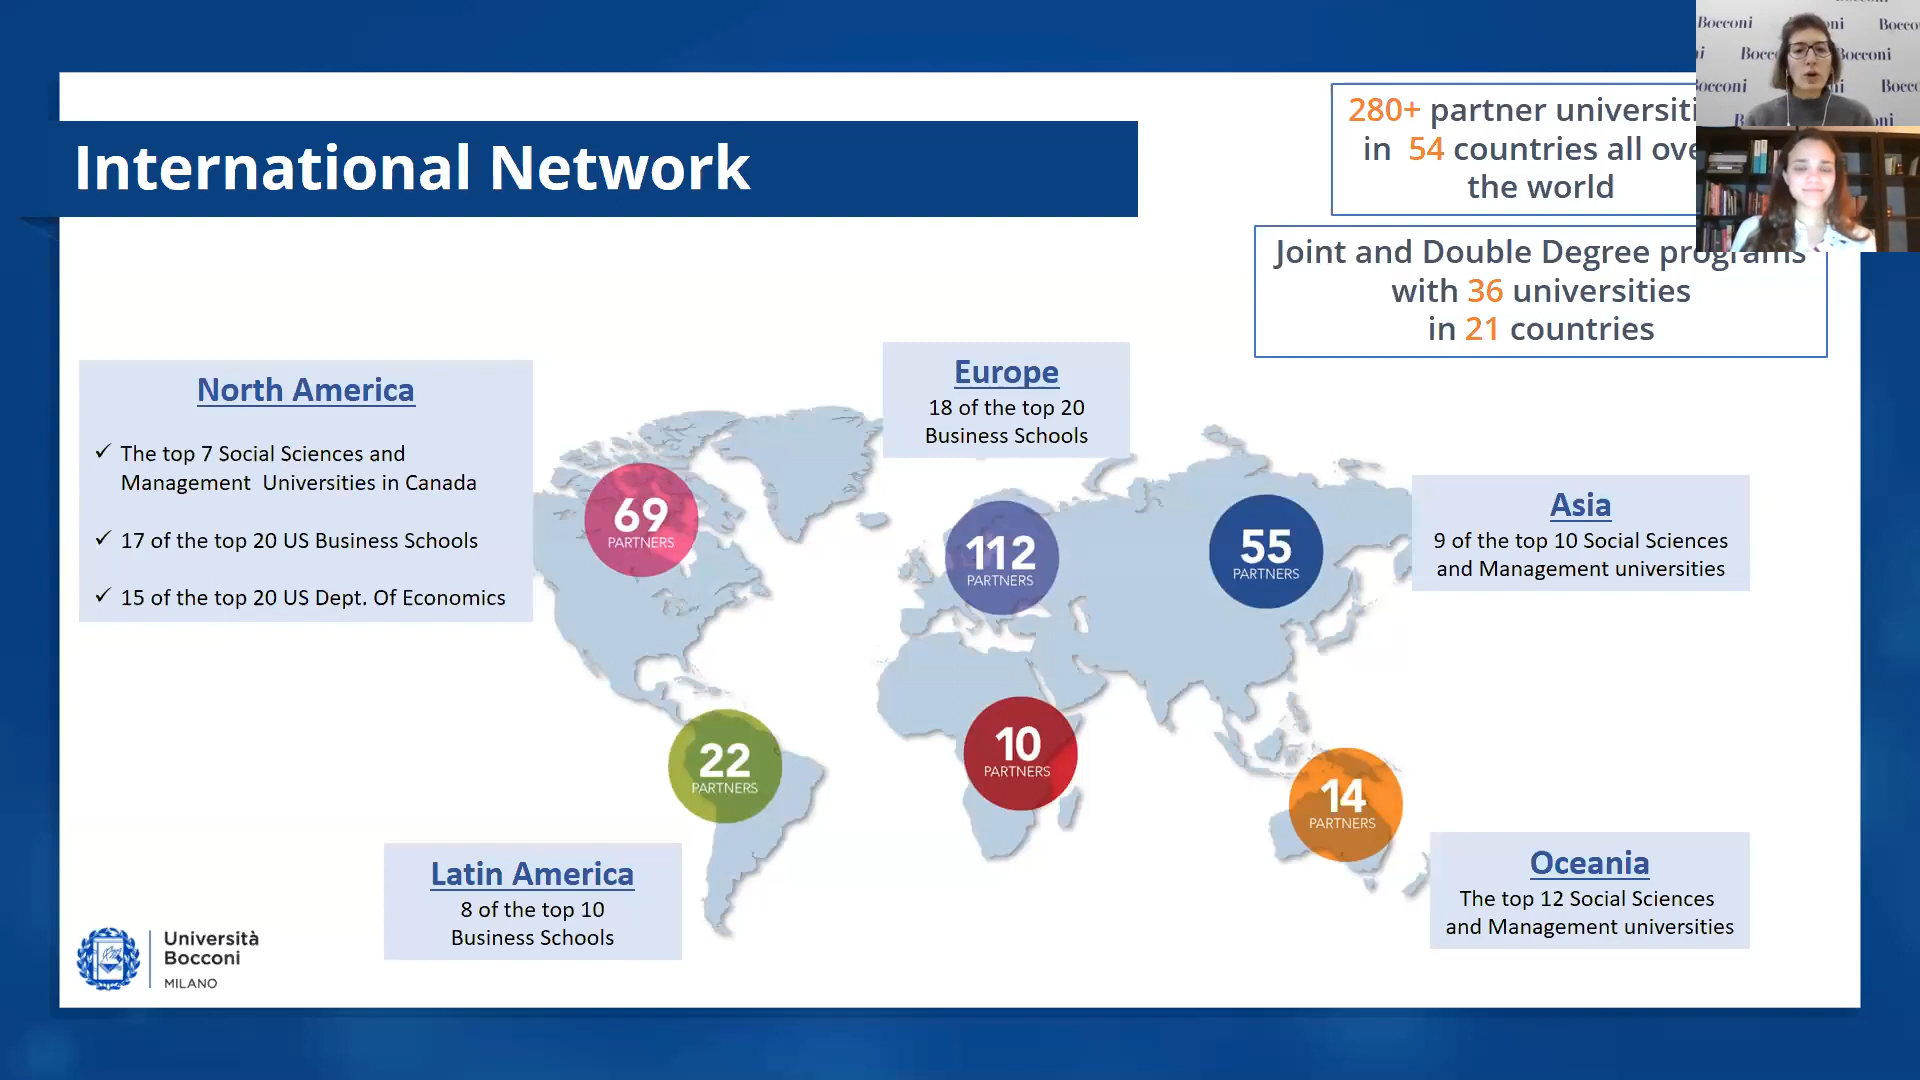 International Network
280+ partner
in 54 countries all
the world
Joint and Double Degree programs
with 36 universities
in 21 countries
North America
✓ The top 7 Social Sciences and
Management Universities in Canada
✓ 17 of the top 20 US Business Schools
✓ 15 of the top 20 US Dept. Of Economics
Europe
18 of the top 20
Business Schools
Asia
9 of the top 10 Social Sciences
and Management universities
69
PARTNERS
112
PARTNERS
55
PARTNERS
22
PARTNERS
10
PARTNERS
14
PARTNERS
Latin America
8 of the top 10
Business Schools
Oceania
The top 12 Social Sciences
and Management universities
Università
Bocconi
MILANO
Bocconi
Bocconi
Bocconi